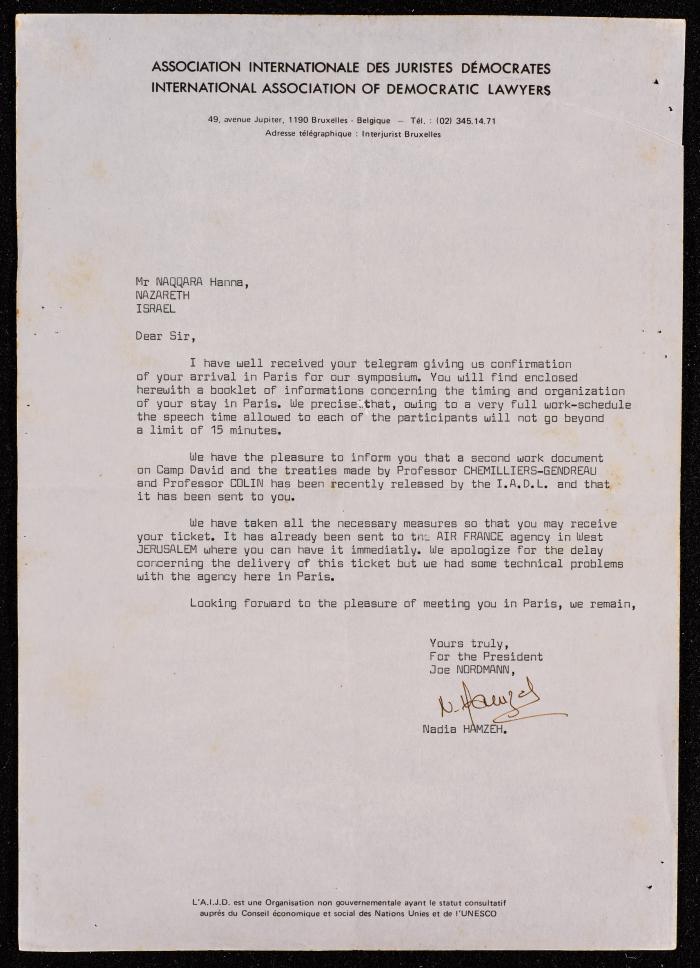 ASSOCIATION INTERNATIONALE DES JURISTES DÉMOCRATES
INTERNATIONAL ASSOCIATION OF DEMOCRATIC LAWYERS
49, avenue Jupiter, 1190 Bruxelles - Belgique — Tél. : (02) 345.14.71
Adresse télégraphique : Interjurist Bruxelles
Mr NAQQARA Hanna,
NAZARETH
ISRAEL
Dear Sir,
I have well received your telegram giving us confirmation
of your arrival in Paris for our symposium. You will find enclosed
herewith a booklet of informations concerning the timing and organization
of your stay in Paris. We precise that, owing to a very full work-schedule
the speech time allowed to each of the participants will not go beyond
a limit of 15 minutes.
We have the pleasure to inform you that a second work document
on Camp David and the treaties made by Professor CHEMILLIERS-GENDREAU
and Professor COLIN has been recently released by the I.A.D.L. and that
it has been sent to you.
We have taken all the necessary measures so that you may receive
your ticket. It has already been sent to the AIR FRANCE agency in West
JERUSALEM where you can have it immediatly. We apologize for the delay
concerning the delivery of this ticket but we had some technical problems
with the agency here in Paris.
Looking forward to the pleasure of meeting you in Paris, we remain,
Yours truly,
For the President
Joe NORDMANN,
N. Hamzeh
Nadia HAMZEH.
L'A.I.J.D. est une Organisation non gouvernementale ayant le statut consultatif
auprés du Conseil économique et social des Nations Unies et de l'UNESCO